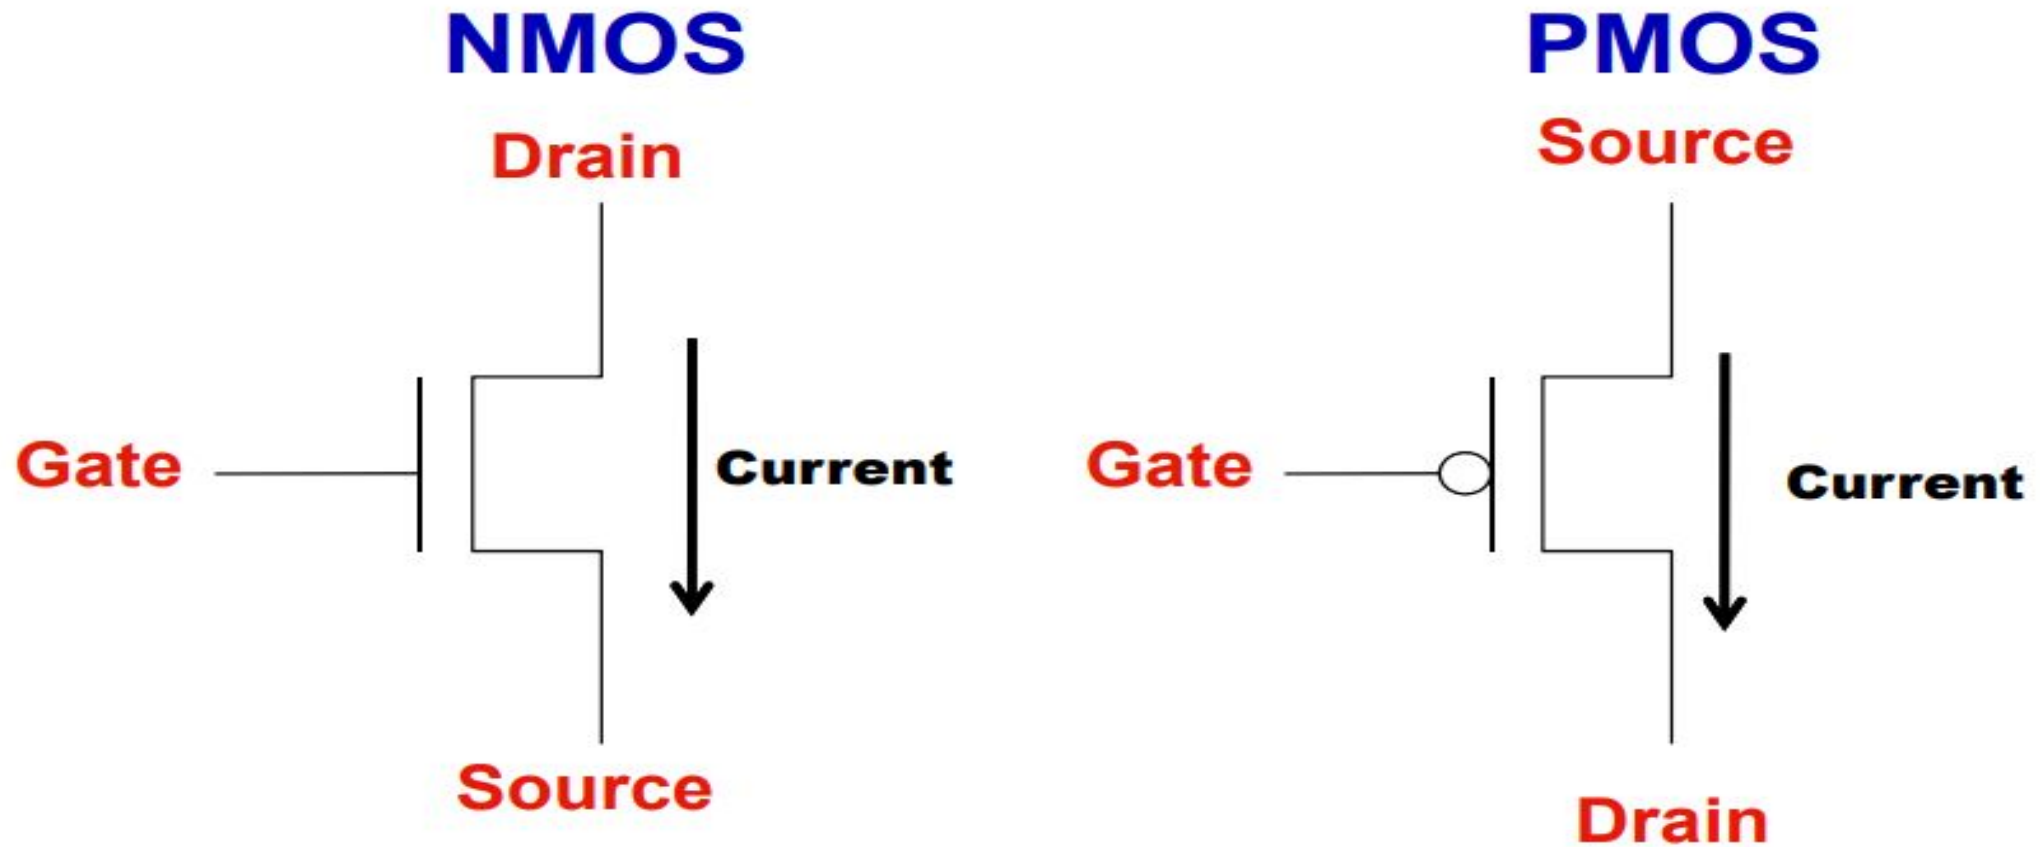 NMOS
Drain
Gate
Current
Source
PMOS
Source
Gate
Current
Drain